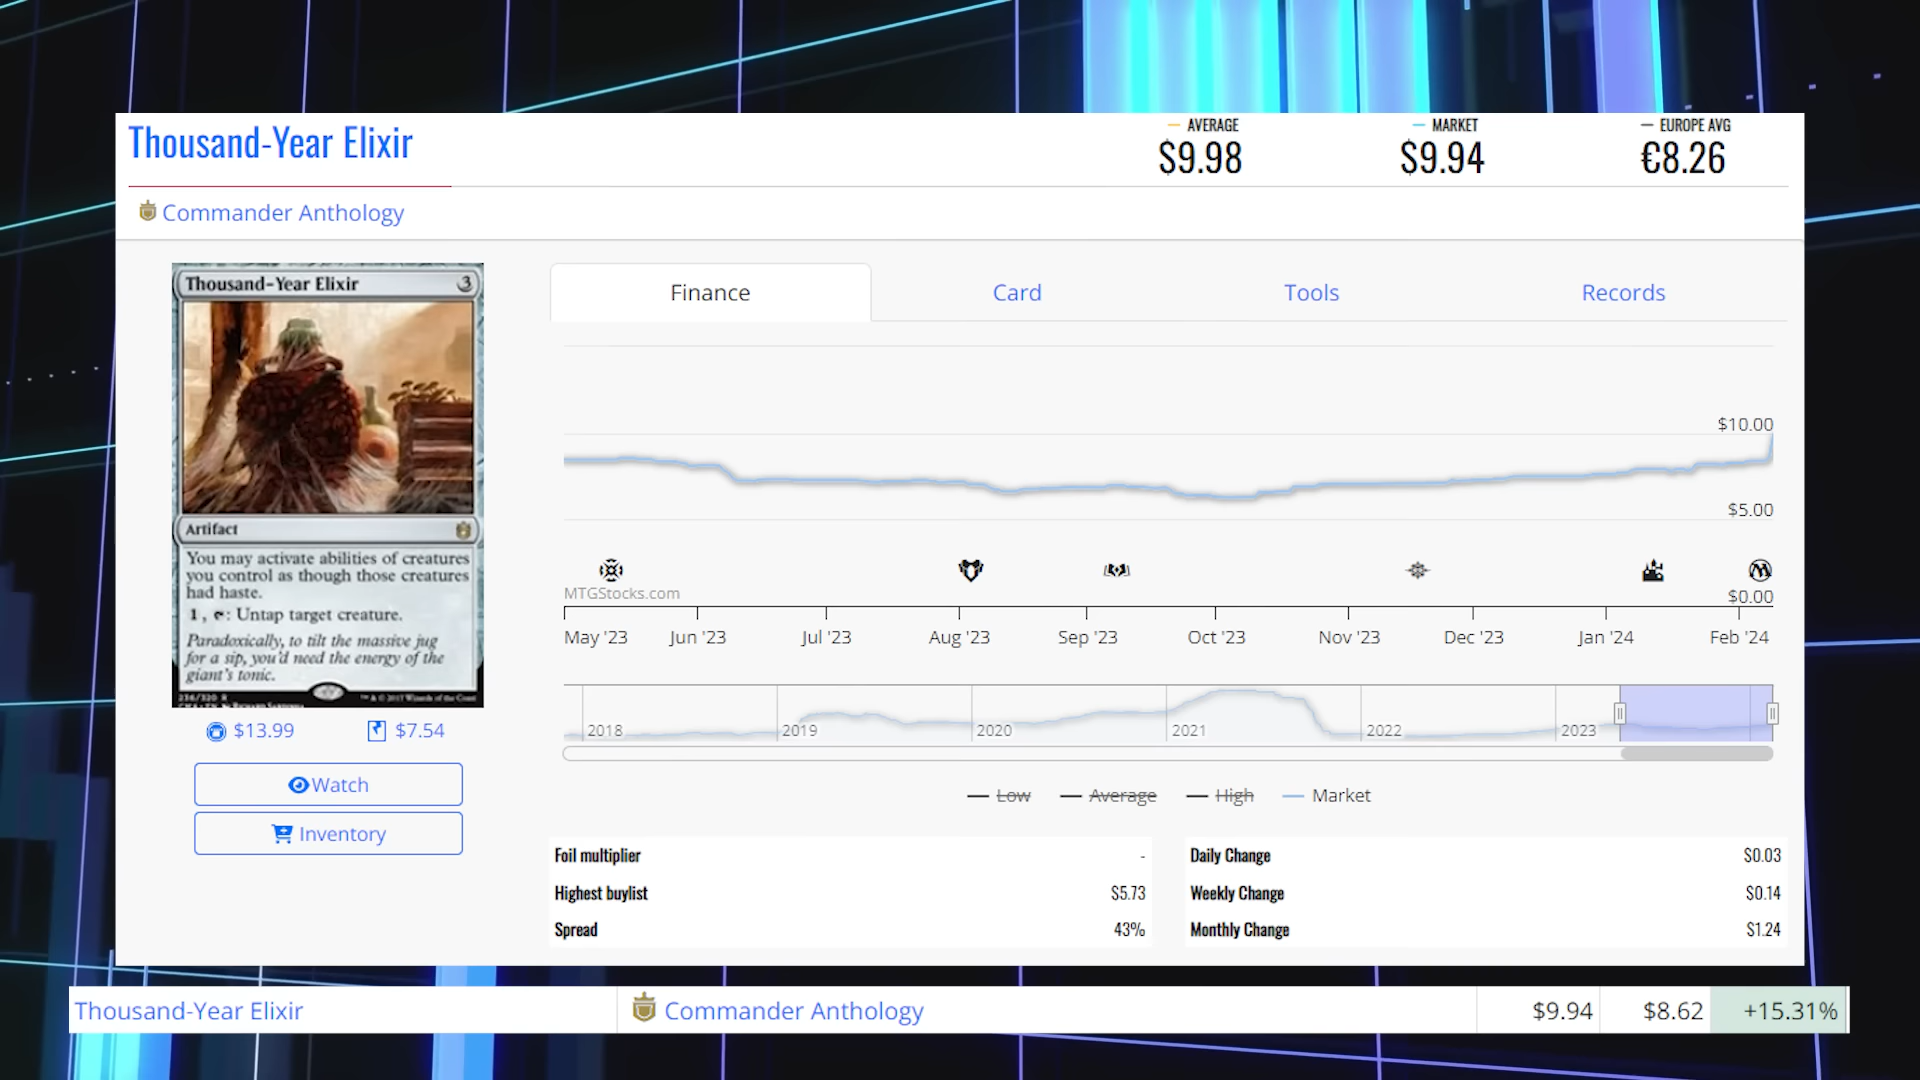 Thousand-Year Elixir
AVERAGE
$9.98
MARKET
$9.94
EUROPE AVG
€8.26
Commander Anthology
Thousand-Year Elixir 3
Artifact
You may activate abilities of creatures
you control as though those creatures
had haste.
1, : Untap target creature.
Paradoxically, to tilt the massive jug
for a sip, you'd need the energy of the
giant's tonic.
$13.99 $7.54
Watch
Inventory
Finance Card Tools Records
$10.00
$5.00
$0.00
MTGStocks.com
May '23 Jun '23 Jul '23 Aug '23 Sep '23 Oct '23 Nov '23 Dec '23 Jan '24 Feb '24
2018 2019 2020 2021 2022 2023
Low Average High Market
Foil multiplier -
Highest buylist $5.73
Spread 43%
Daily Change $0.03
Weekly Change $0.14
Monthly Change $1.24
Thousand-Year Elixir Commander Anthology $9.94 $8.62 +15.31%